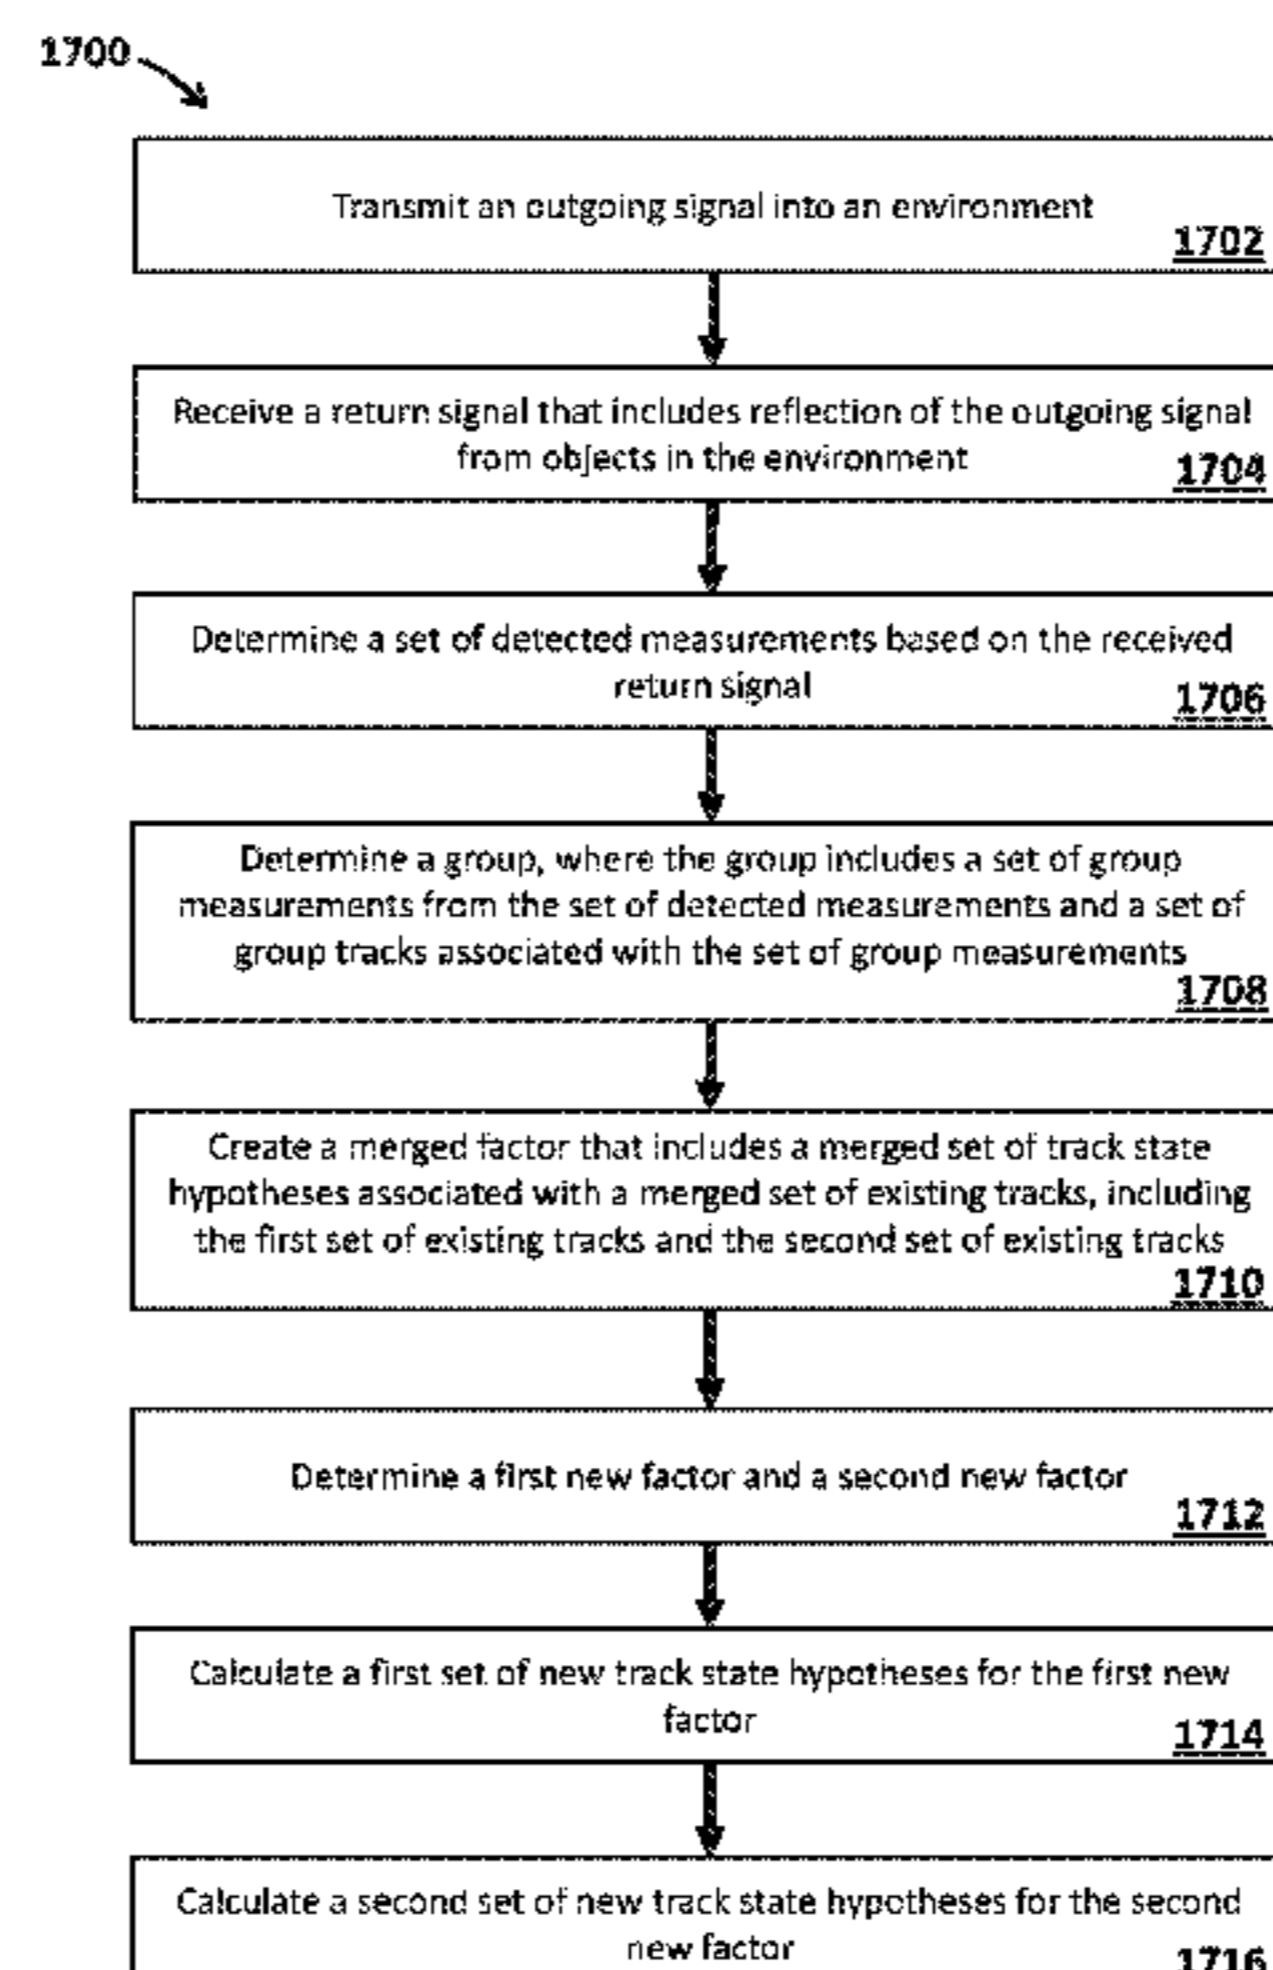 1700
Transmit an outgoing signal into an environment
1702
Receive a return signal that includes reflection of the outgoing signal
from objects in the environment
1704
Determine a set of detected measurements based on the received
return signal
1706
Determine a group, where the group includes a set of group
measurements from the set of detected measurements and a set of
group tracks associated with the set of group measurements
1708
Create a merged factor that includes a merged set of track state
hypotheses associated with a merged set of existing tracks, including
the first set of existing tracks and the second set of existing tracks
1710
Determine a first new factor and a second new factor
1712
Calculate a first set of new track state hypotheses for the first new
factor
1714
Calculate a second set of new track state hypotheses for the second
new factor
1716